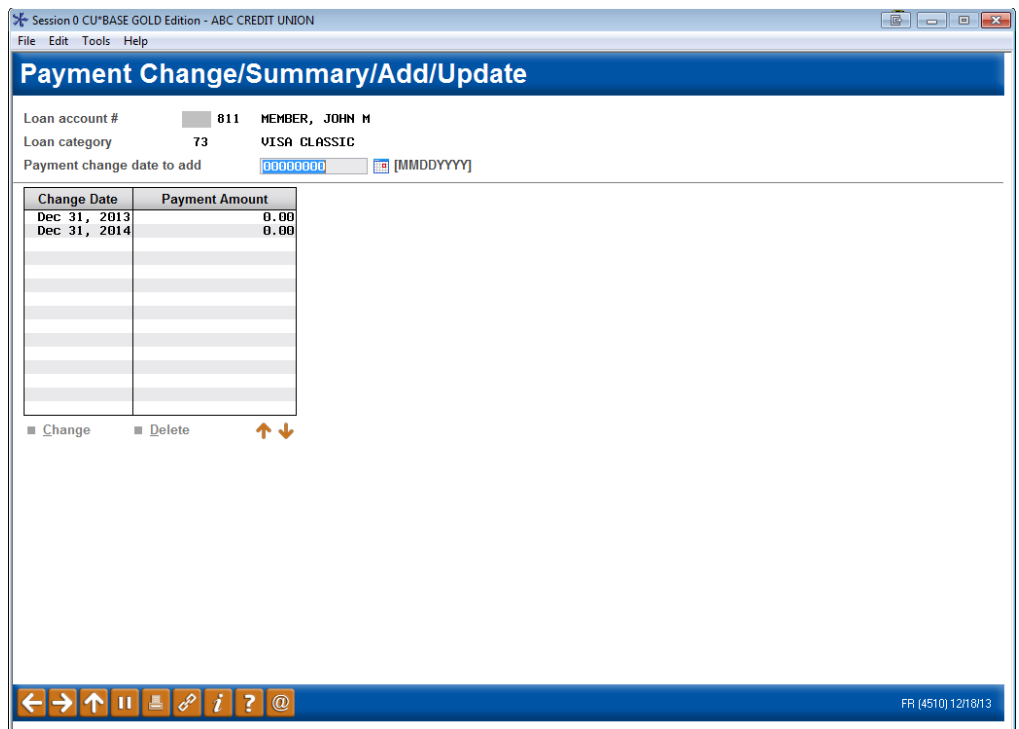 Session 0 CU*BASE GOLD Edition - ABC CREDIT UNION
File Edit Tools Help
Payment Change/Summary/Add/Update
Loan account # 811 MEMBER, JOHN M
Loan category 73 VISA CLASSIC
Payment change date to add 00000000 [MMDDYYYY]
Change Date Payment Amount
Dec 31, 2013 0.00
Dec 31, 2014 0.00
Change Delete
FR (4510) 12/18/13